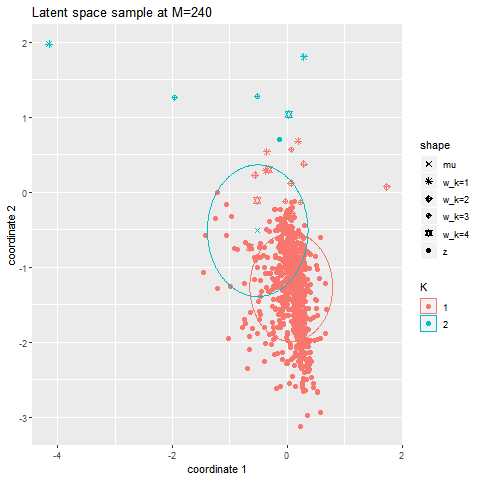 Latent space sample at M=240
coordinate 2
2
1
0
-1
-2
-3
-4
-2
0
2
coordinate 1
shape
mu
w_k=1
w_k=2
w_k=3
w_k=4
z
K
1
2